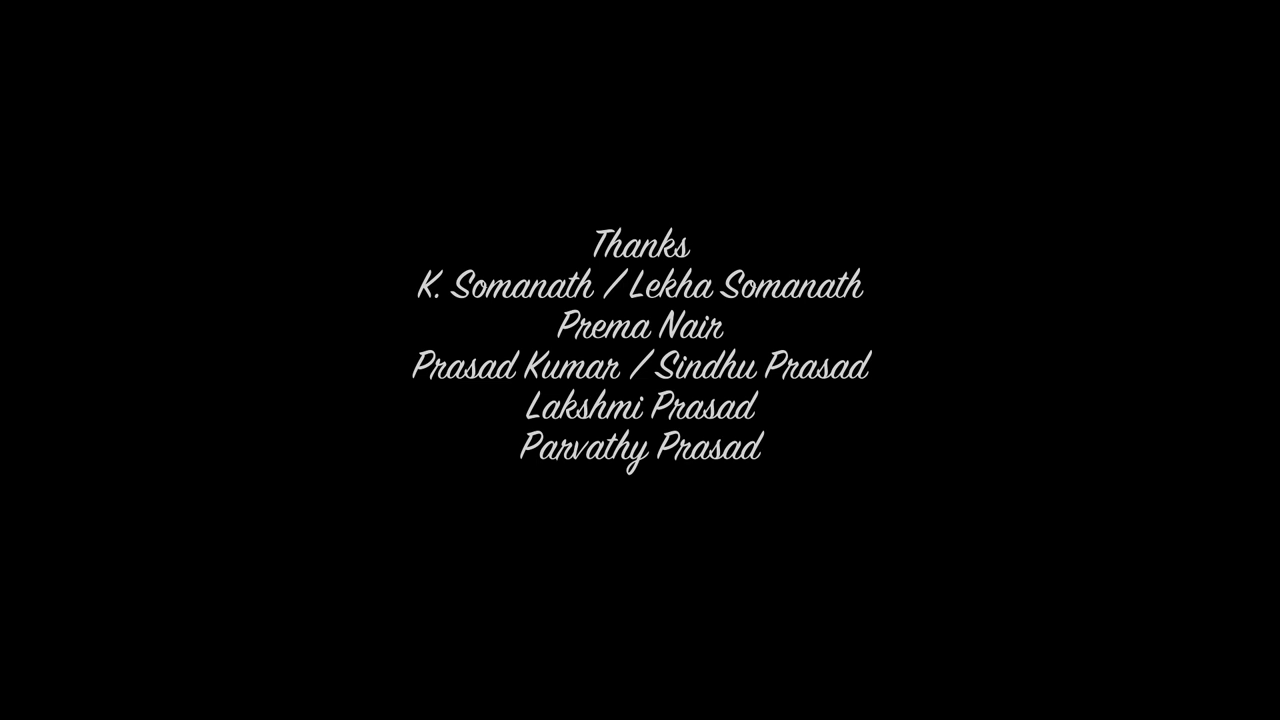 Thanks
K. Somanath / Lekha Somanath
Prema Nair
Prasad Kumar / Sindhu Prasad
Lakshmi Prasad
Parvathy Prasad